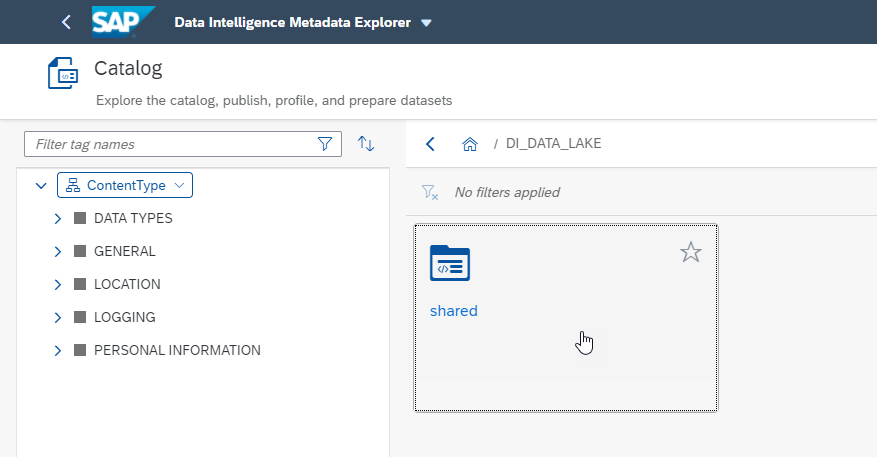 SAP Data Intelligence Metadata Explorer
Catalog
Explore the catalog, publish, profile, and prepare datasets
Filter tag names
ContentType
DATA TYPES
GENERAL
LOCATION
LOGGING
PERSONAL INFORMATION
/ DI_DATA_LAKE
No filters applied
</>
shared